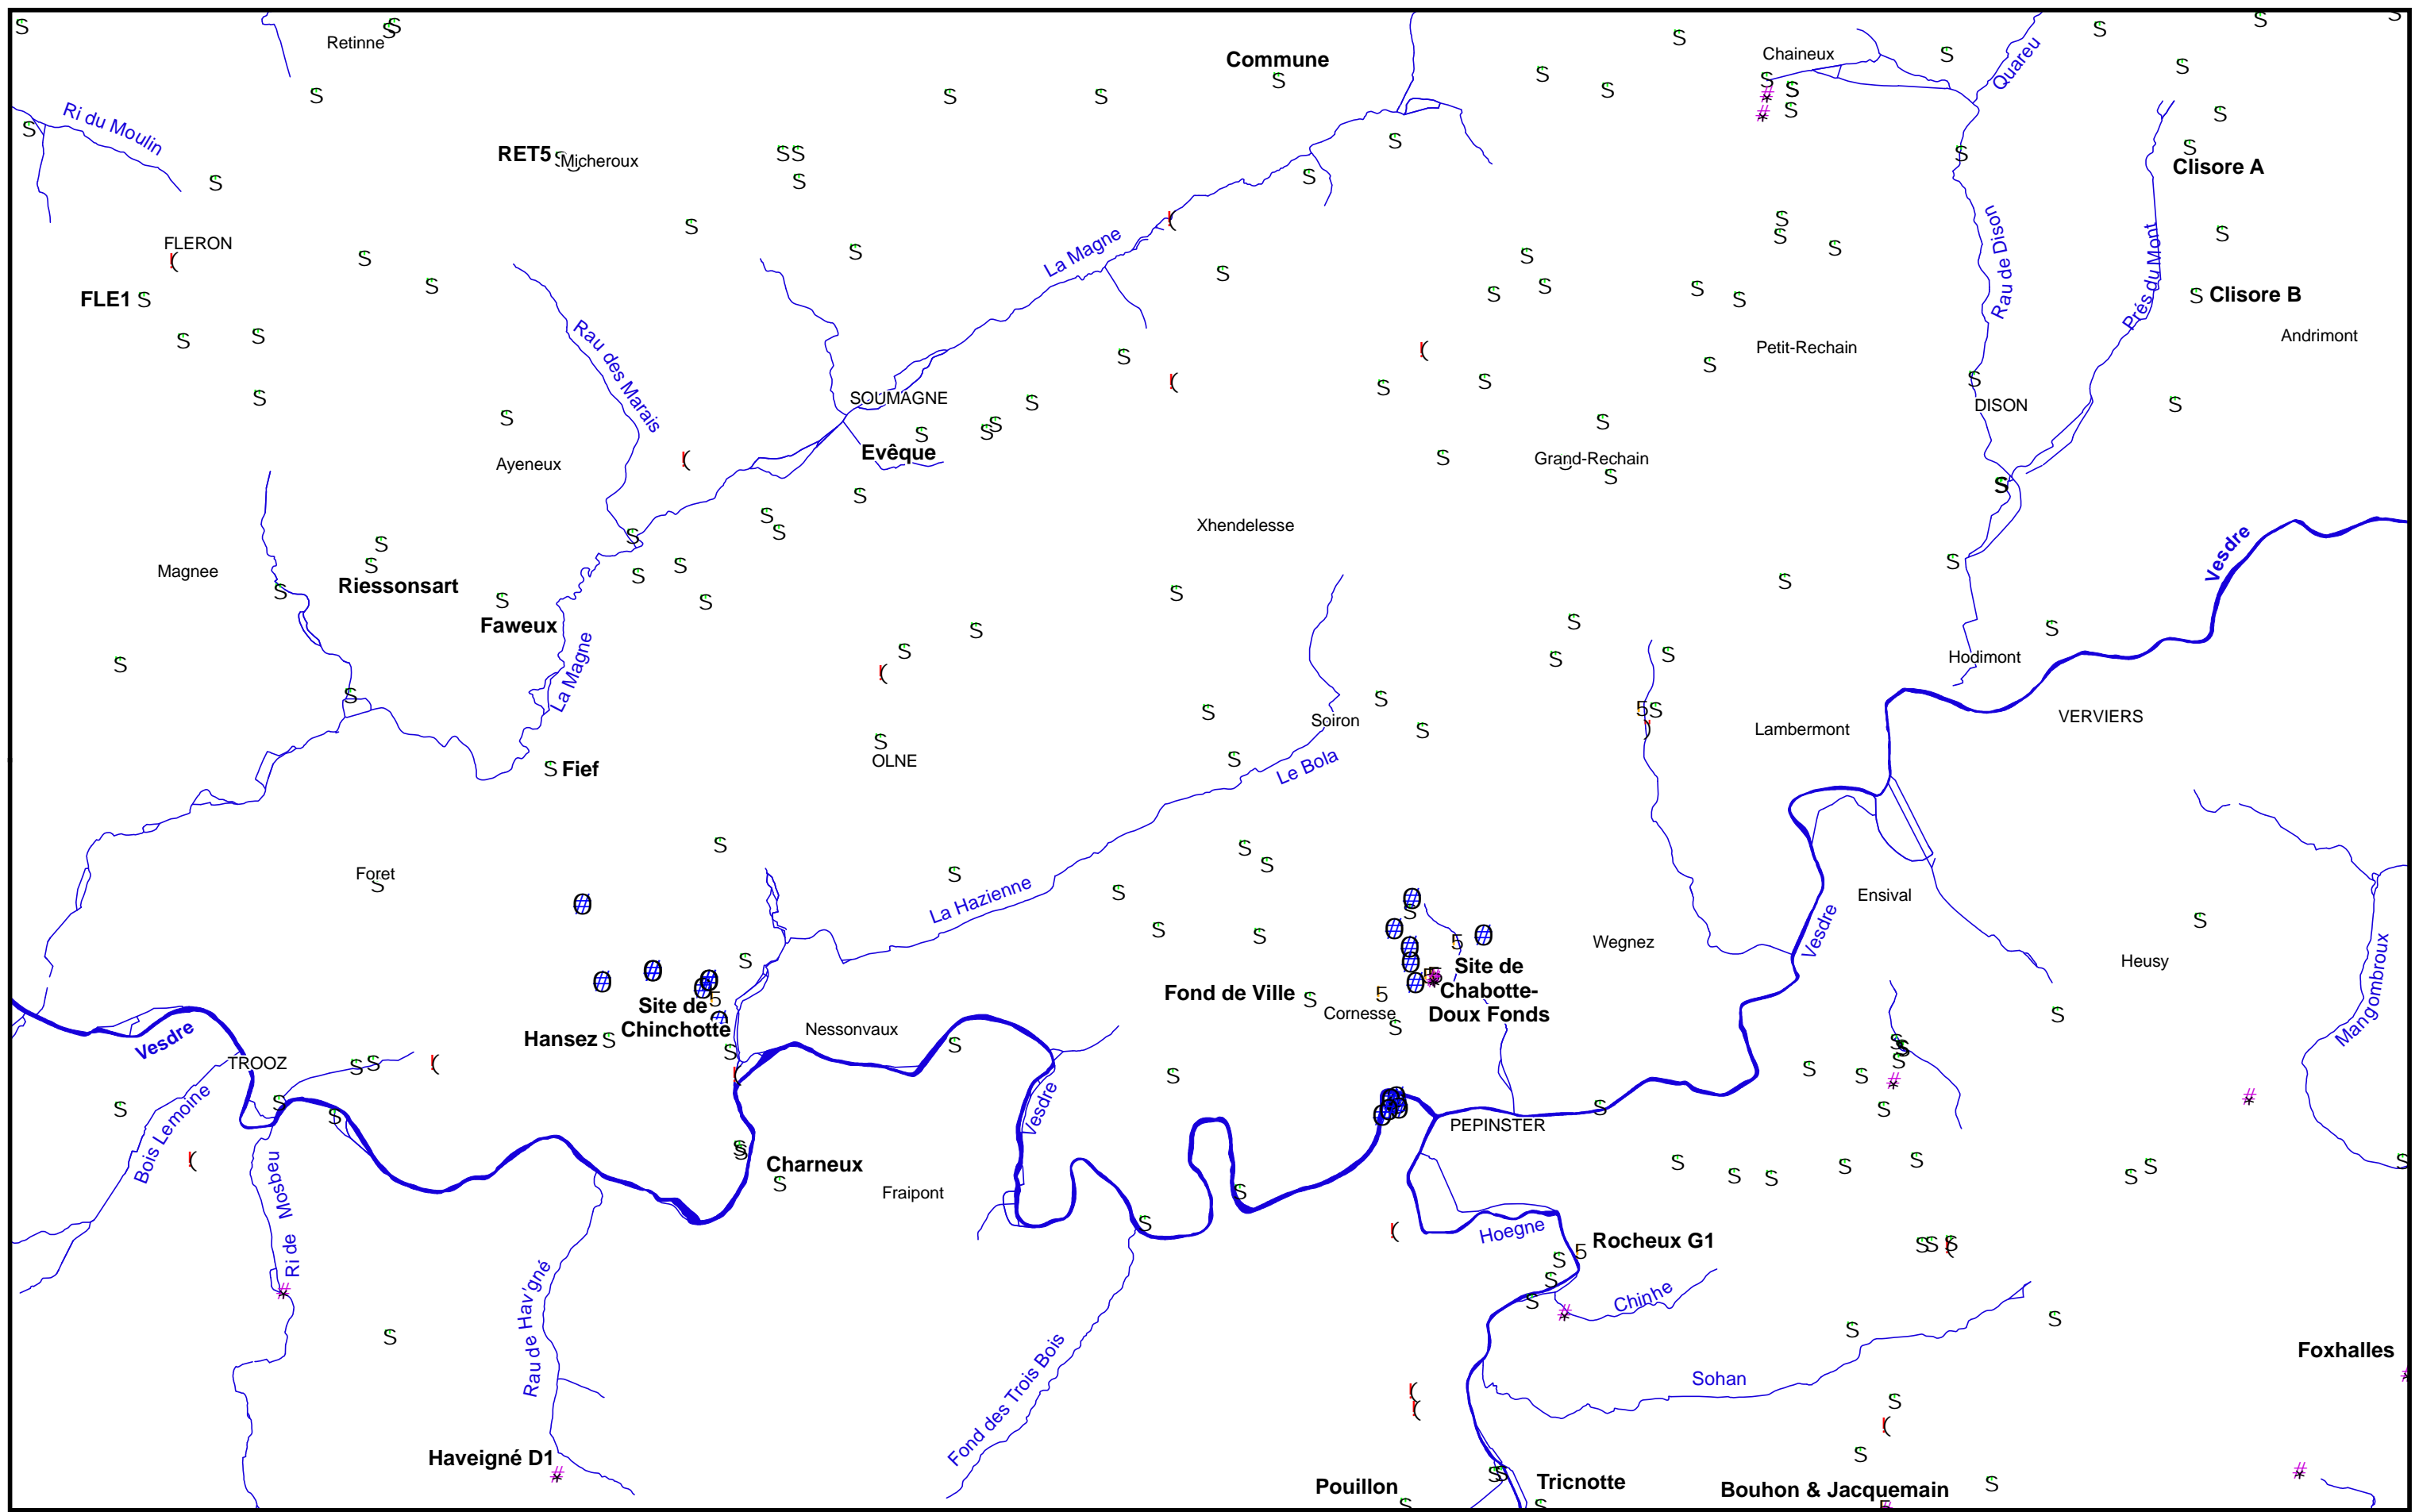 Retinne
Commune
Chaineux
Quareu
Ri du Moulin
RET5
Micheroux
Clisore A
FLERON
La Magne
Rau de Dison
Prés du Mont
FLE1
Clisore B
Andrimont
Rau des Marais
Petit-Rechain
SOUMAGNE
DISON
Evêque
Ayeneux
Grand-Rechain
Xhendelesse
Vesdre
Magnee
Riessonsart
Faweux
La Magne
Hodimont
Soiron
Lambermont
VERVIERS
OLNE
Fief
Le Bola
Foret
La Hazienne
Ensival
Vesdre
Wegnez
Heusy
Mangombroux
Site de
Chabotte-
Doux Fonds
Fond de Ville
Cornesse
Site de
Chinchotte
Hansez
Nessonvaux
Vesdre
TROOZ
Bois Lemoine
Vesdre
PEPINSTER
Charneux
Fraipont
Ri de Mosbeu
Hoegne
Rocheux G1
Chinhe
Rau de Hav'gné
Fond des Trois Bois
Foxhalles
Sohan
Haveigné D1
Pouillon
Tricnotte
Bouhon & Jacquemain